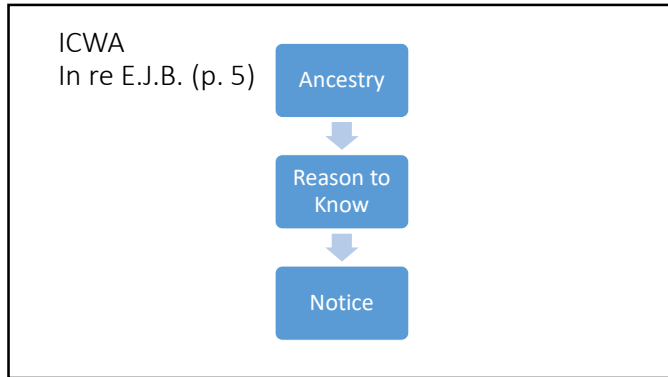 ICWA
In re E.J.B. (p. 5)
Ancestry
Reason to
Know
Notice